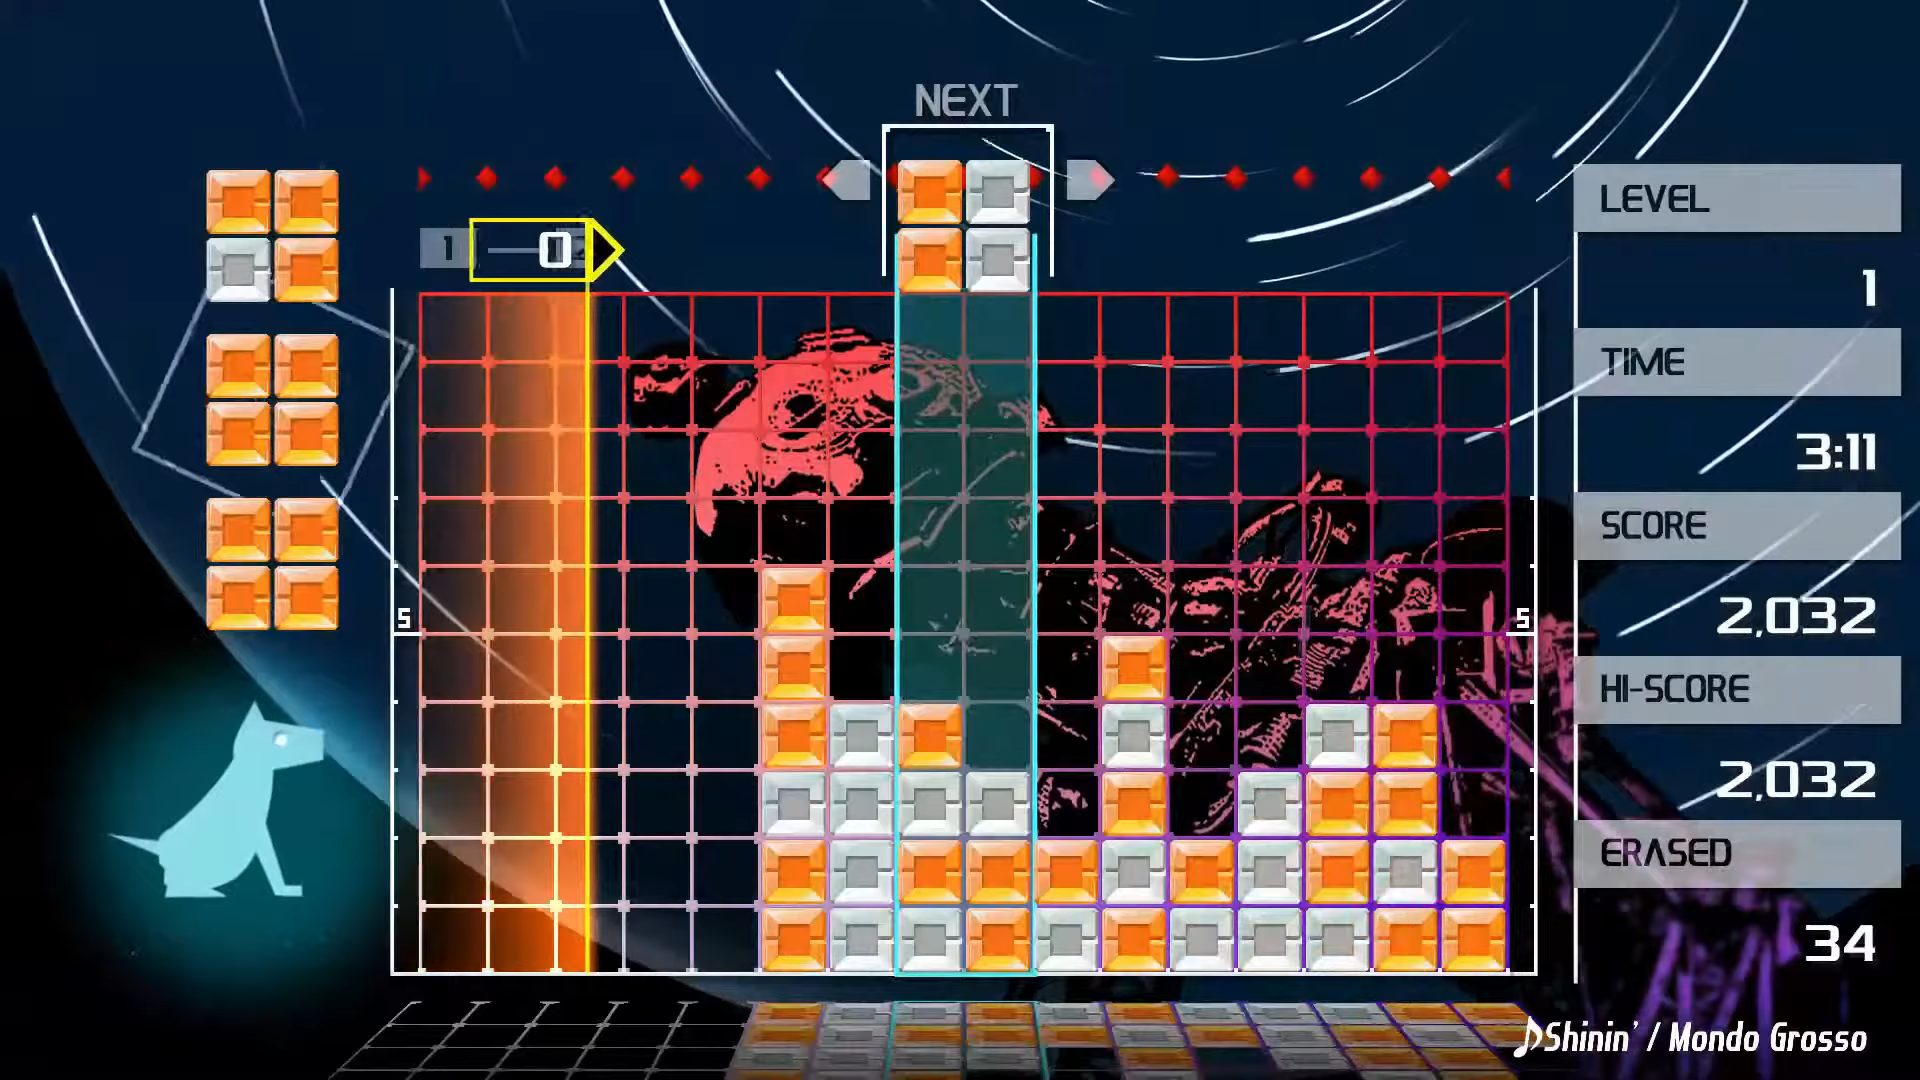 NEXT
LEVEL
1
1 0 2
TIME
3:11
SCORE
5 5
2,032
HI-SCORE
2,032
ERASED
34
Shinin' / Mondo Grosso